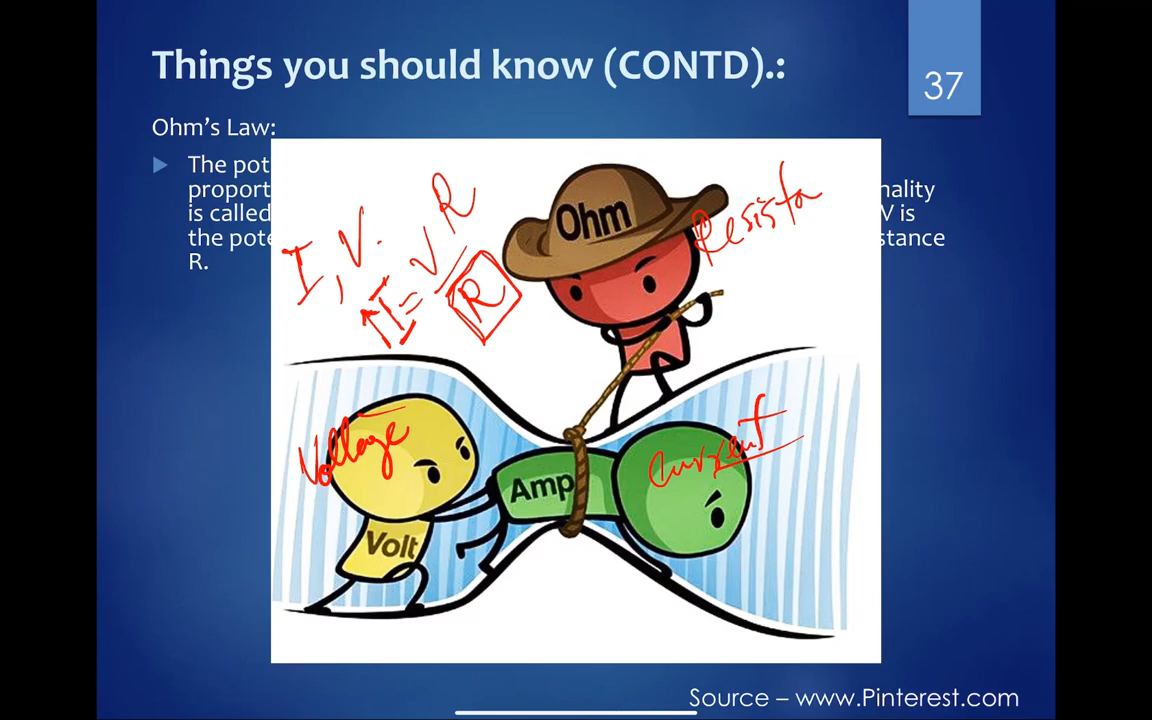 Things you should know (CONTD).:
37
Ohm's Law:
The pot
proport nality
is called V is
the pote stance
R.
Ohm
Resista
I, V.
R
I = V
R
Voltage
Current
Amp
Volt
Source – www.Pinterest.com